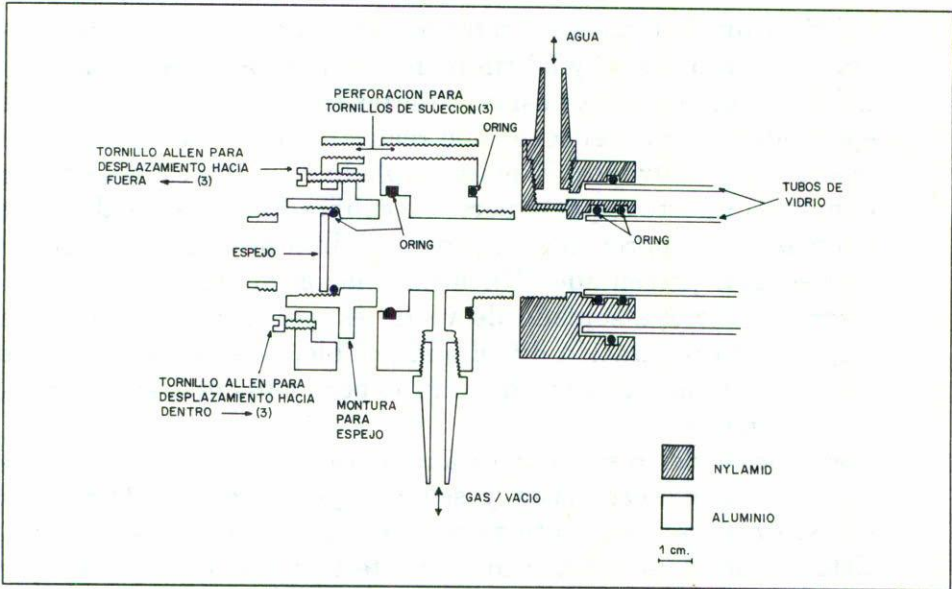 AGUA
PERFORACION PARA
TORNILLOS DE SUJECION (3)
ORING
TORNILLO ALLEN PARA
DESPLAZAMIENTO HACIA
FUERA ← (3)
TUBOS DE
VIDRIO
ORING
ORING
ESPEJO
TORNILLO ALLEN PARA
DESPLAZAMIENTO HACIA
DENTRO → (3)
MONTURA
PARA
ESPEJO
NYLAMID
GAS / VACIO
ALUMINIO
1 cm.